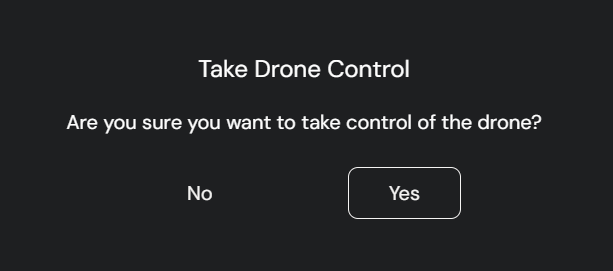 Take Drone Control
Are you sure you want to take control of the drone?
No
Yes